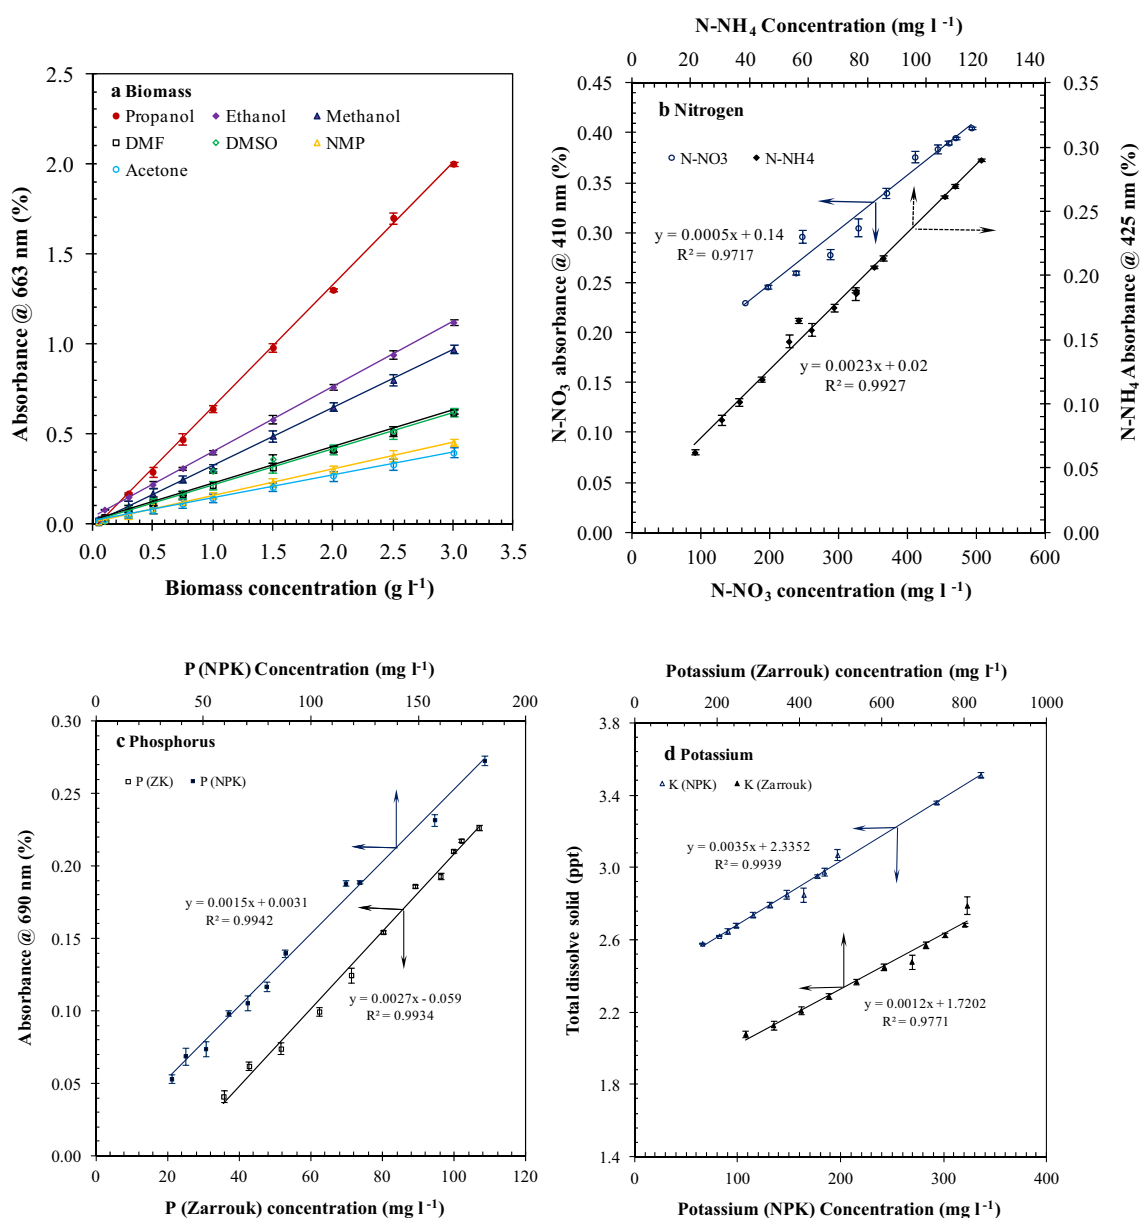 a Biomass
Propanol Ethanol Methanol
DMF DMSO NMP
Acetone
Absorbance @ 663 nm (%)
2.5
2.0
1.5
1.0
0.5
0.0
0.0 0.5 1.0 1.5 2.0 2.5 3.0 3.5
Biomass concentration (g l-1)
N-NH4 Concentration (mg l -1)
0 20 40 60 80 100 120 140
b Nitrogen
N-NO3 N-NH4
y = 0.0005x + 0.14
R² = 0.9717
y = 0.0023x + 0.02
R² = 0.9927
N-NO3 absorbance @ 410 nm (%)
0.45
0.40
0.35
0.30
0.25
0.20
0.15
0.10
0.05
0.00
N-NH4 Absorbance @ 425 nm (%)
0.35
0.30
0.25
0.20
0.15
0.10
0.05
0.00
0 100 200 300 400 500 600
N-NO3 concentration (mg l -1)
P (NPK) Concentration (mg l-1)
0 50 100 150 200
c Phosphorus
P (ZK) P (NPK)
y = 0.0015x + 0.0031
R² = 0.9942
y = 0.0027x - 0.059
R² = 0.9934
Absorbance @ 690 nm (%)
0.30
0.25
0.20
0.15
0.10
0.05
0.00
0 20 40 60 80 100 120
P (Zarrouk) concentration (mg l-1)
Potassium (Zarrouk) concentration (mg l-1)
0 200 400 600 800 1000
d Potassium
K (NPK) K (Zarrouk)
y = 0.0035x + 2.3352
R² = 0.9939
y = 0.0012x + 1.7202
R² = 0.9771
Total dissolve solid (ppt)
3.8
3.4
3.0
2.6
2.2
1.8
1.4
0 100 200 300 400
Potassium (NPK) Concentration (mg l-1)